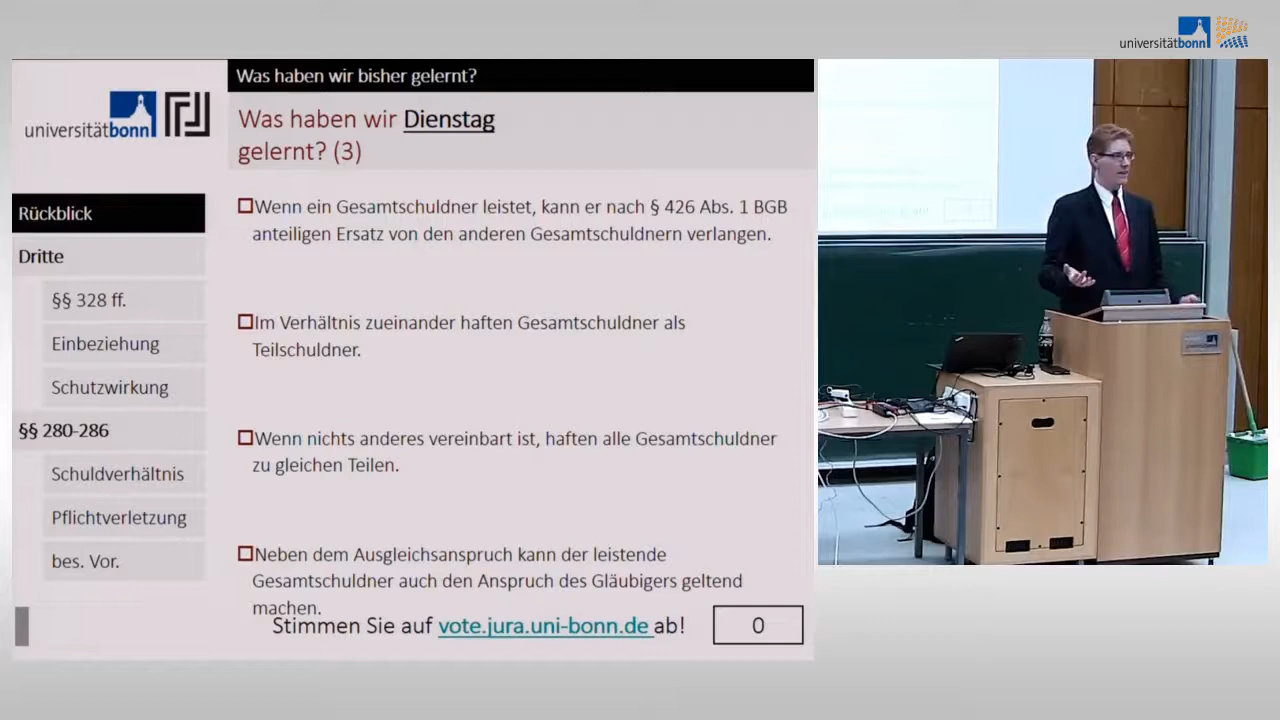 universitätbonn
Was haben wir bisher gelernt?
universitätbonn
Was haben wir Dienstag
gelernt? (3)
Rückblick
Dritte
§§ 328 ff.
Einbeziehung
Schutzwirkung
§§ 280-286
Schuldverhältnis
Pflichtverletzung
bes. Vor.
Wenn ein Gesamtschuldner leistet, kann er nach § 426 Abs. 1 BGB
anteiligen Ersatz von den anderen Gesamtschuldnern verlangen.
Im Verhältnis zueinander haften Gesamtschuldner als
Teilschuldner.
Wenn nichts anderes vereinbart ist, haften alle Gesamtschuldner
zu gleichen Teilen.
Neben dem Ausgleichsanspruch kann der leistende
Gesamtschuldner auch den Anspruch des Gläubigers geltend
machen.
Stimmen Sie auf vote.jura.uni-bonn.de ab!
0